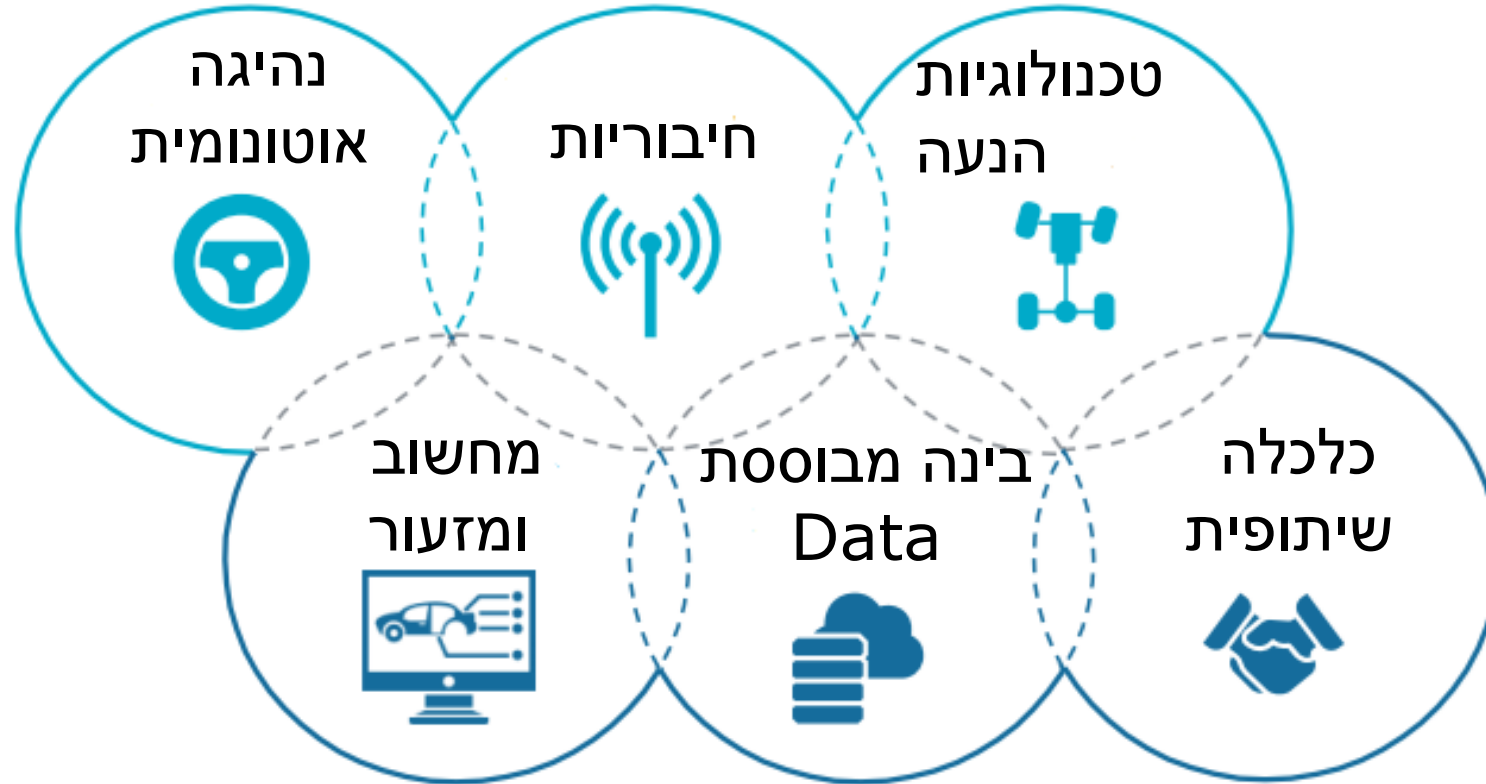 טכנולוגיות
הנעה
חיבוריות
נהיגה
אוטונומית
כלכלה
שיתופית
בינה מבוססת
Data
מחשוב
ומזעור